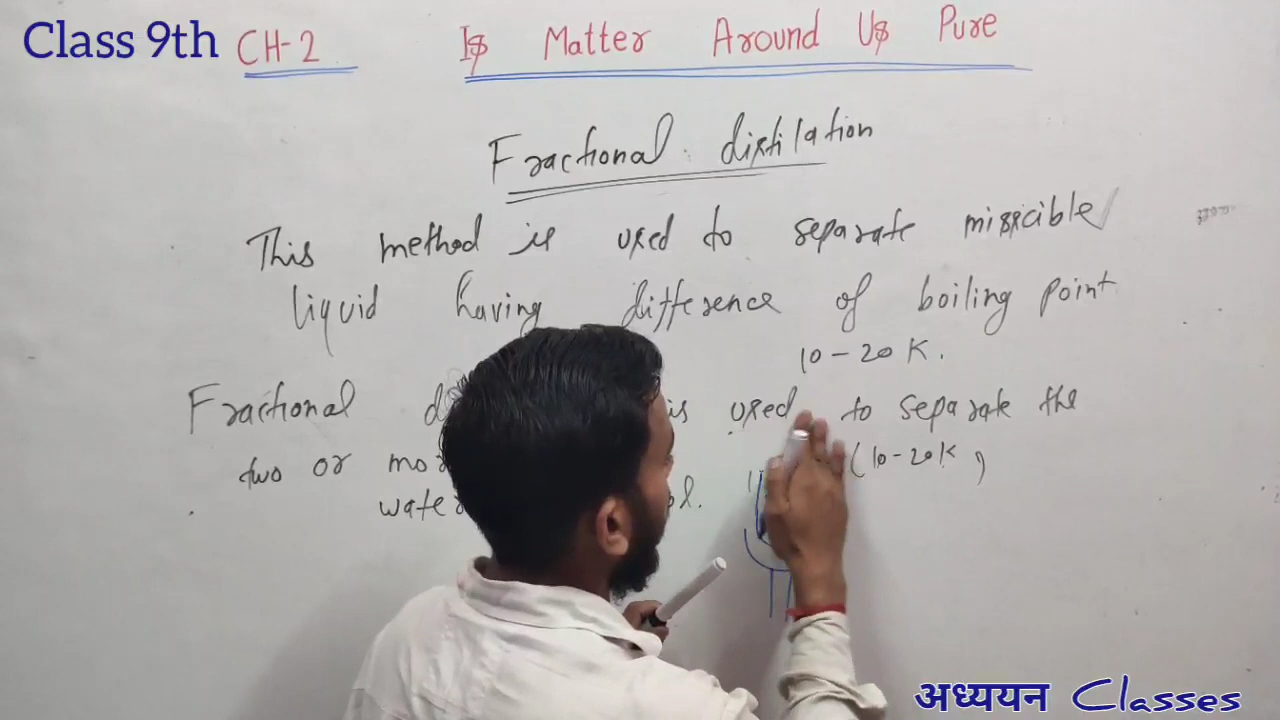 Class 9th CH-2 Is Matter Around Us Pure
Fractional distilation
This method is used to separate missicible
liquid having difference of boiling point
10-20 K.
Fractional is used to separate the
two or (10-20K)
अध्ययन Classes